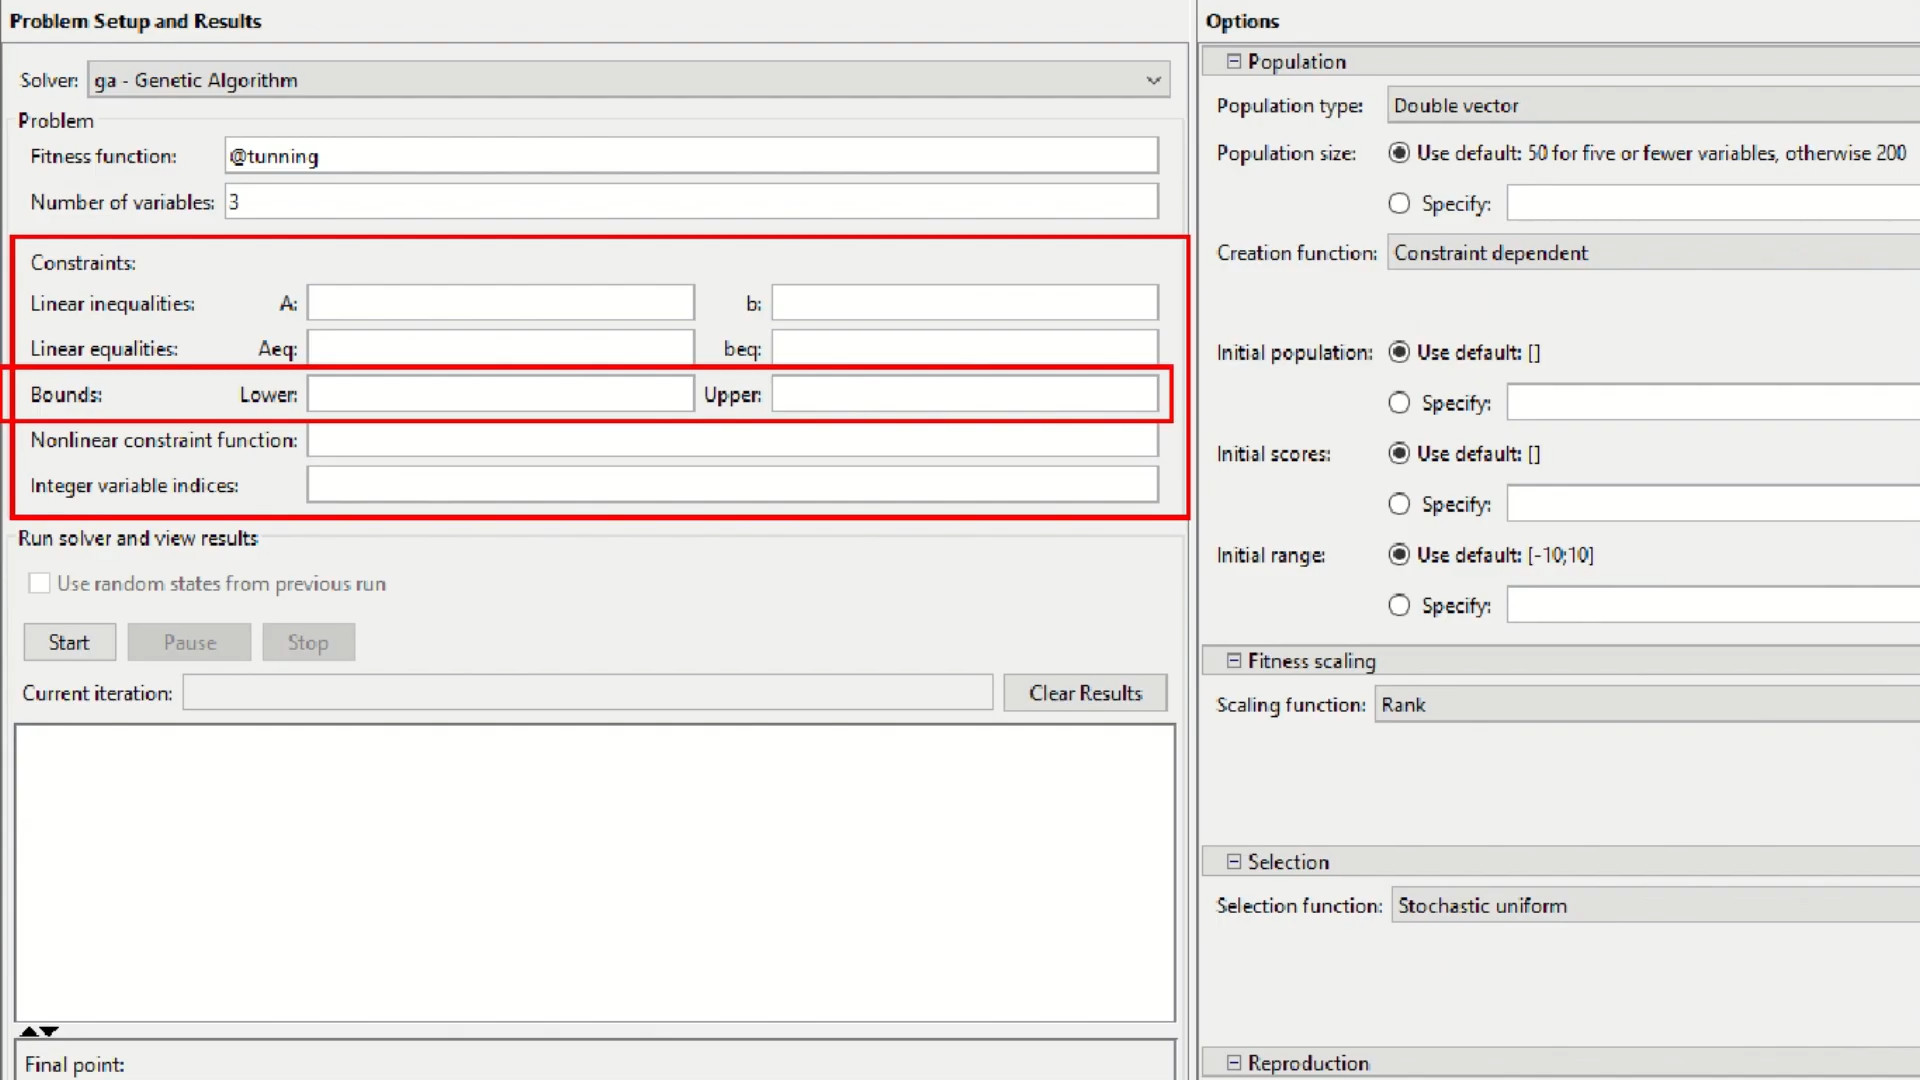 Problem Setup and Results
Solver: ga - Genetic Algorithm
Problem
Fitness function: @tunning
Number of variables: 3
Constraints:
Linear inequalities: A: b:
Linear equalities: Aeq: beq:
Bounds: Lower: Upper:
Nonlinear constraint function:
Integer variable indices:
Run solver and view results
Use random states from previous run
Start Pause Stop
Current iteration: Clear Results
Final point:
Options
Population
Population type: Double vector
Population size: Use default: 50 for five or fewer variables, otherwise 200
Specify:
Creation function: Constraint dependent
Initial population: Use default: []
Specify:
Initial scores: Use default: []
Specify:
Initial range: Use default: [-10;10]
Specify:
Fitness scaling
Scaling function: Rank
Selection
Selection function: Stochastic uniform
Reproduction